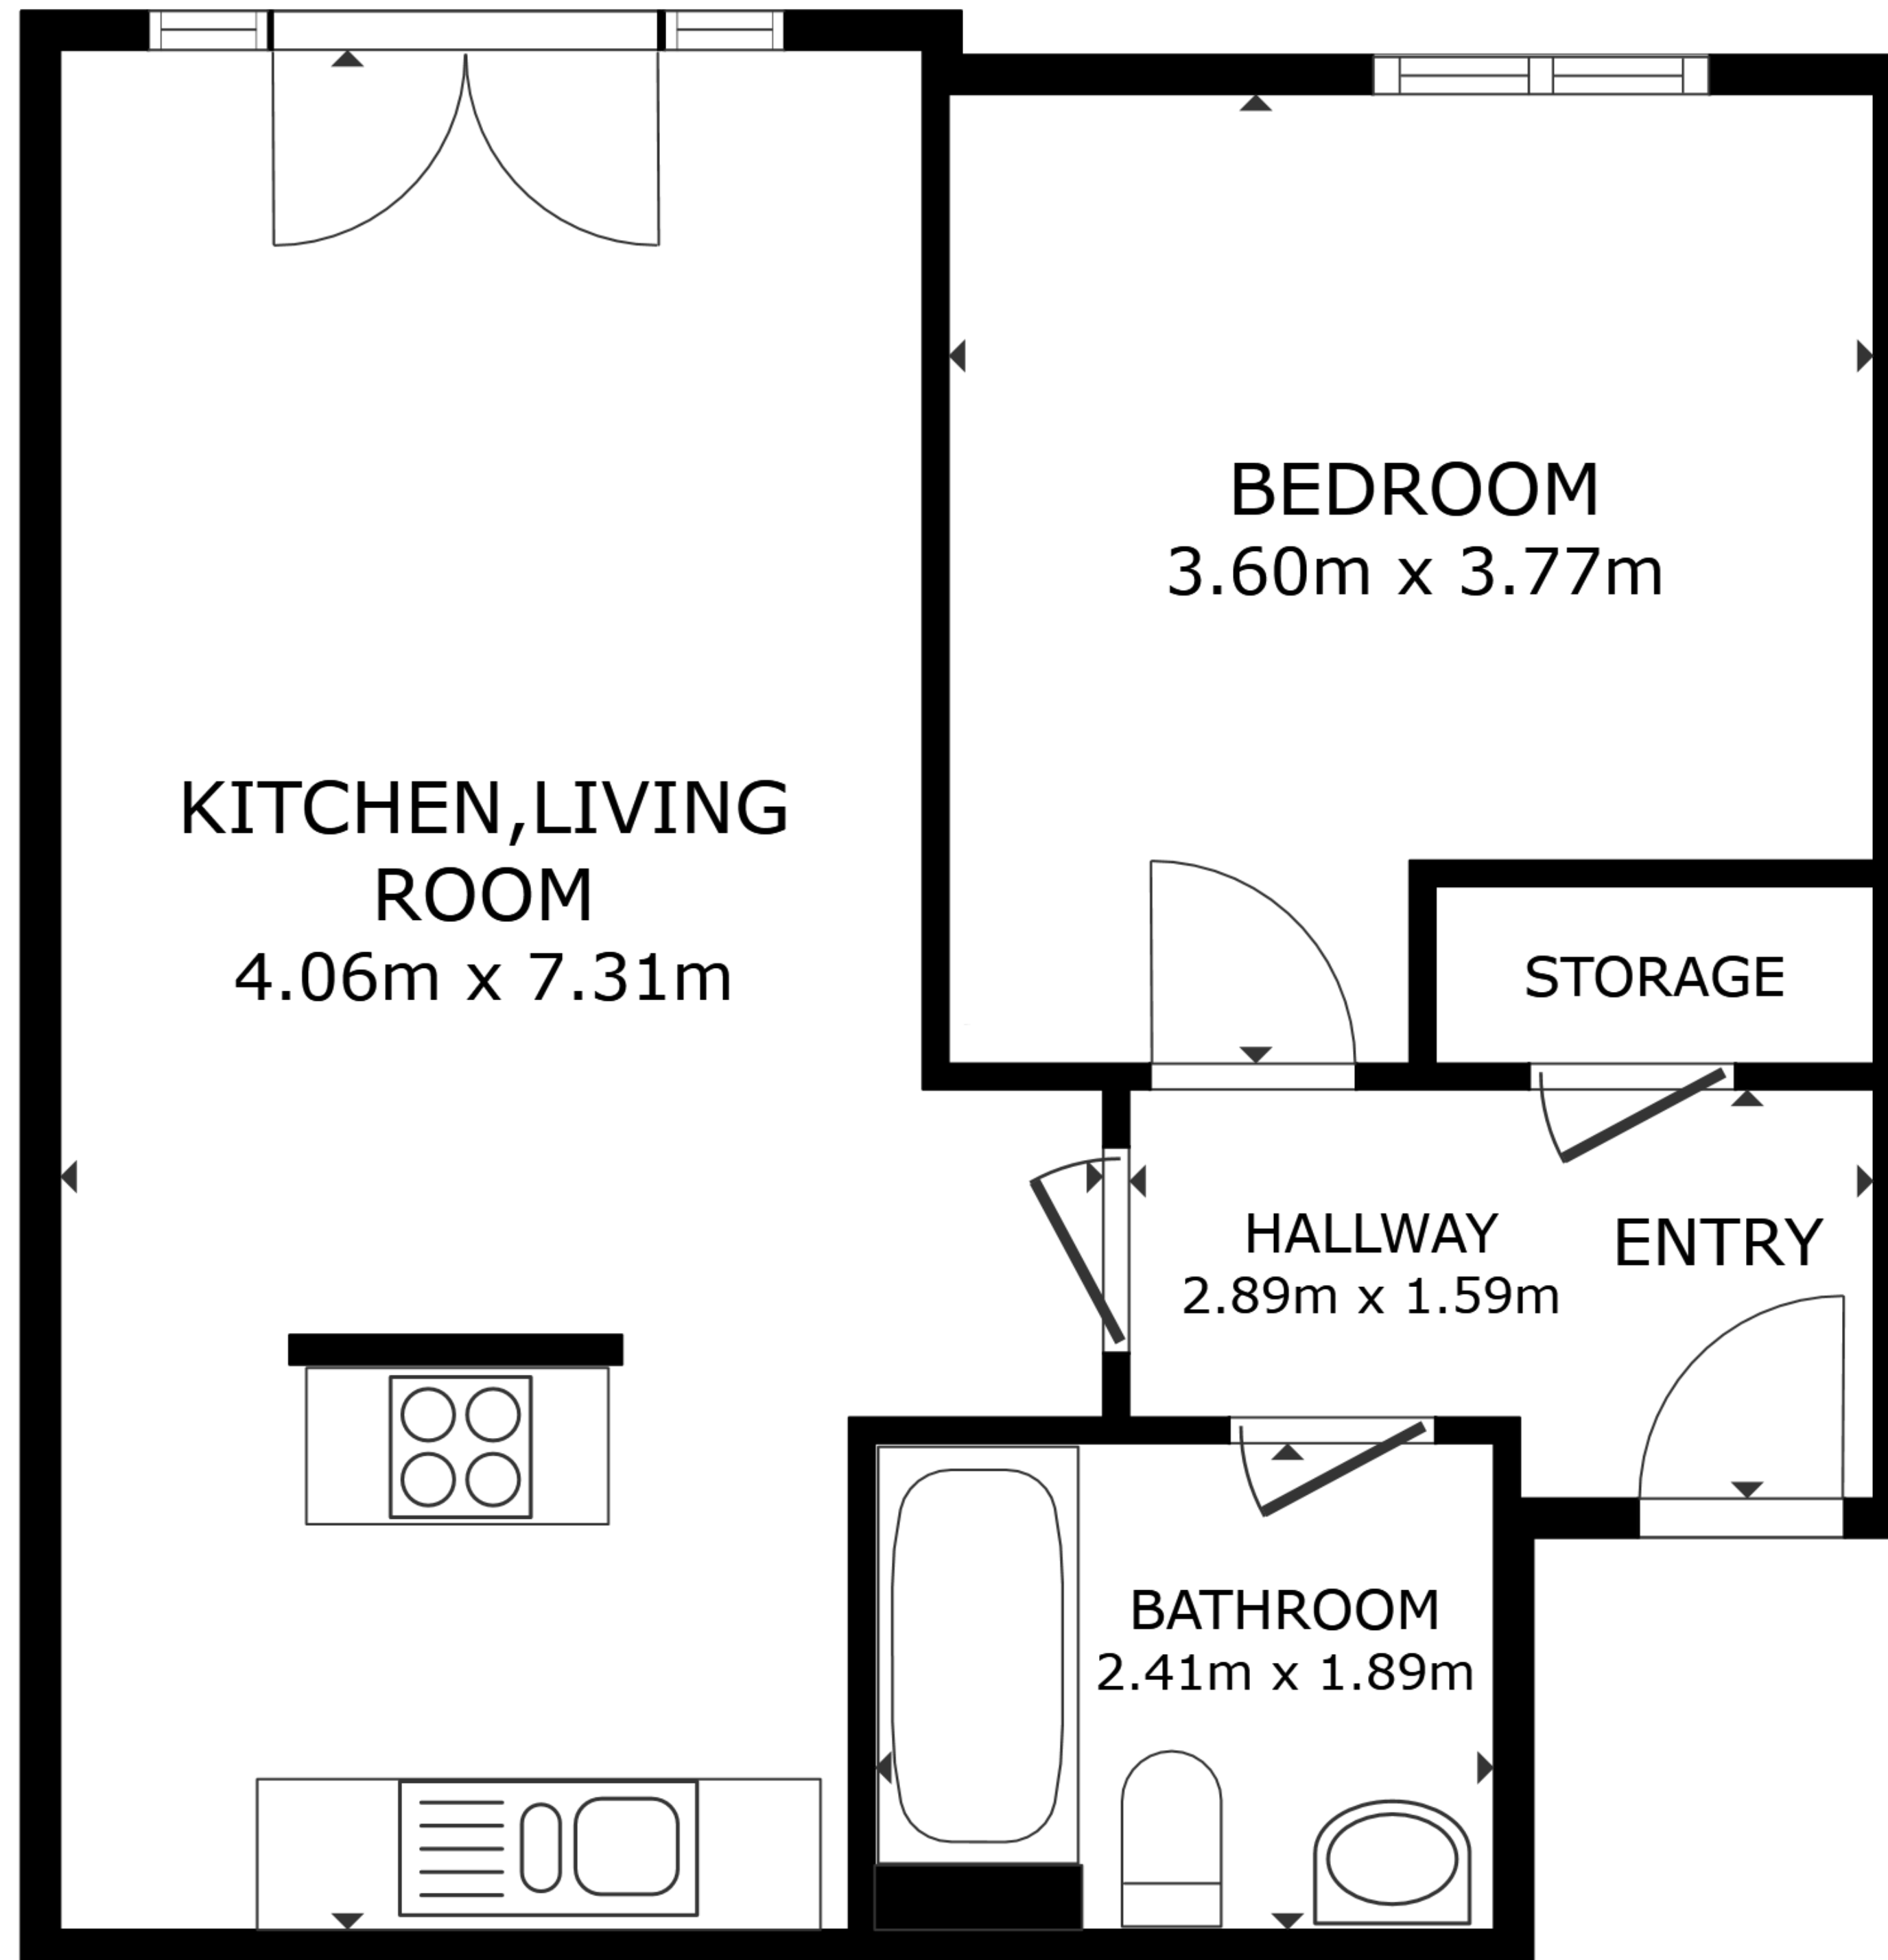 BEDROOM
3.60m x 3.77m
KITCHEN,LIVING
ROOM
4.06m x 7.31m
STORAGE
HALLWAY
2.89m x 1.59m
ENTRY
BATHROOM
2.41m x 1.89m